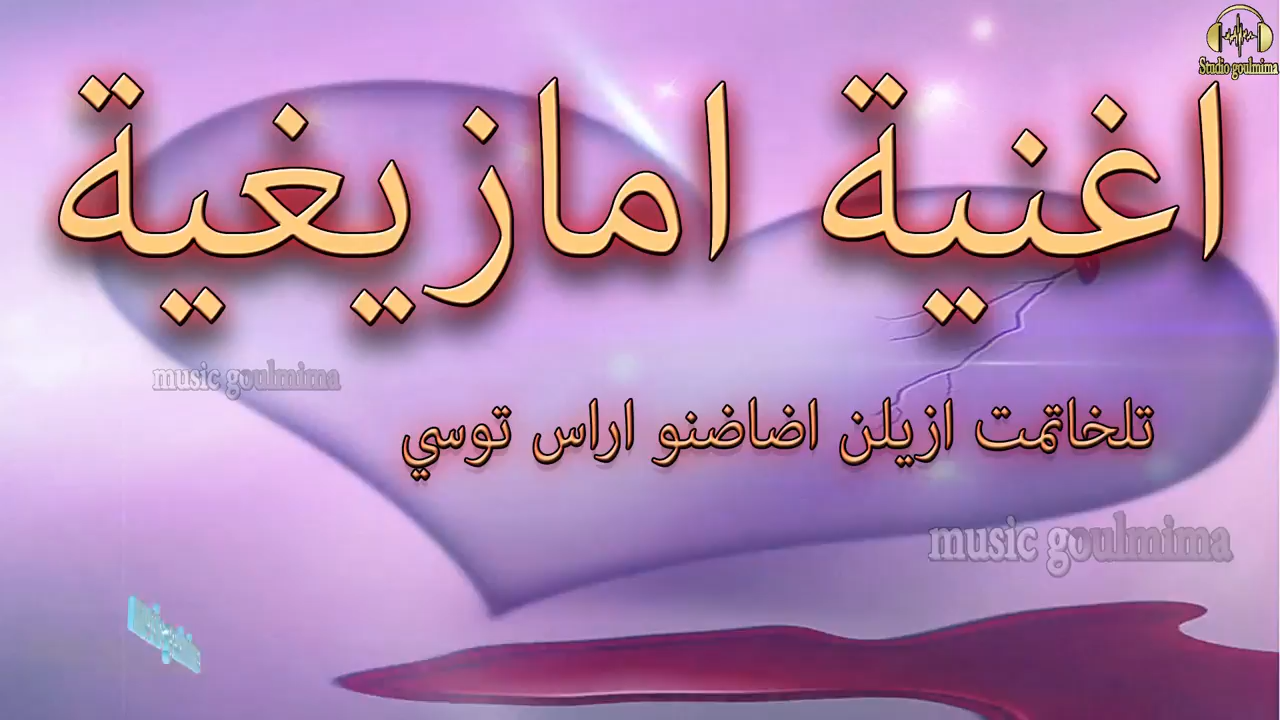 Studio goulmima
اغنية امازيغية
music goulmima
تلخاتمت ازيلن اضاضنو اراس توسي
music goulmima